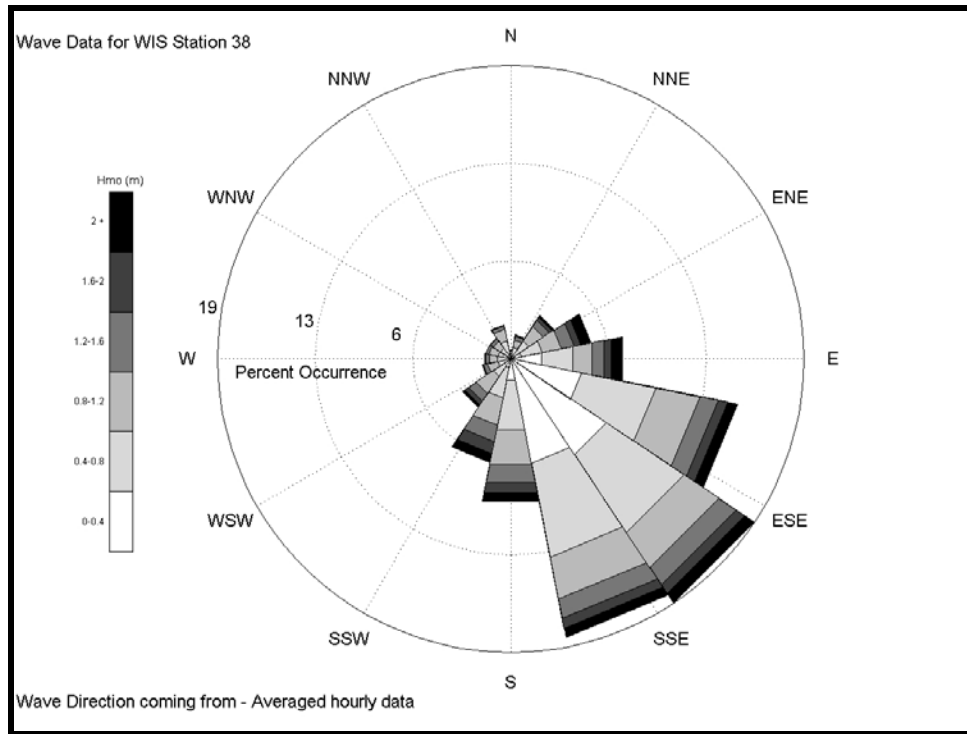 Wave Data for WIS Station 38
N
NNW
NNE
Hmo (m)
WNW
ENE
2 +
1.6-2
19
13
6
1.2-1.6
W
E
Percent Occurrence
0.8-1.2
0.4-0.8
WSW
ESE
0-0.4
SSW
SSE
S
Wave Direction coming from - Averaged hourly data